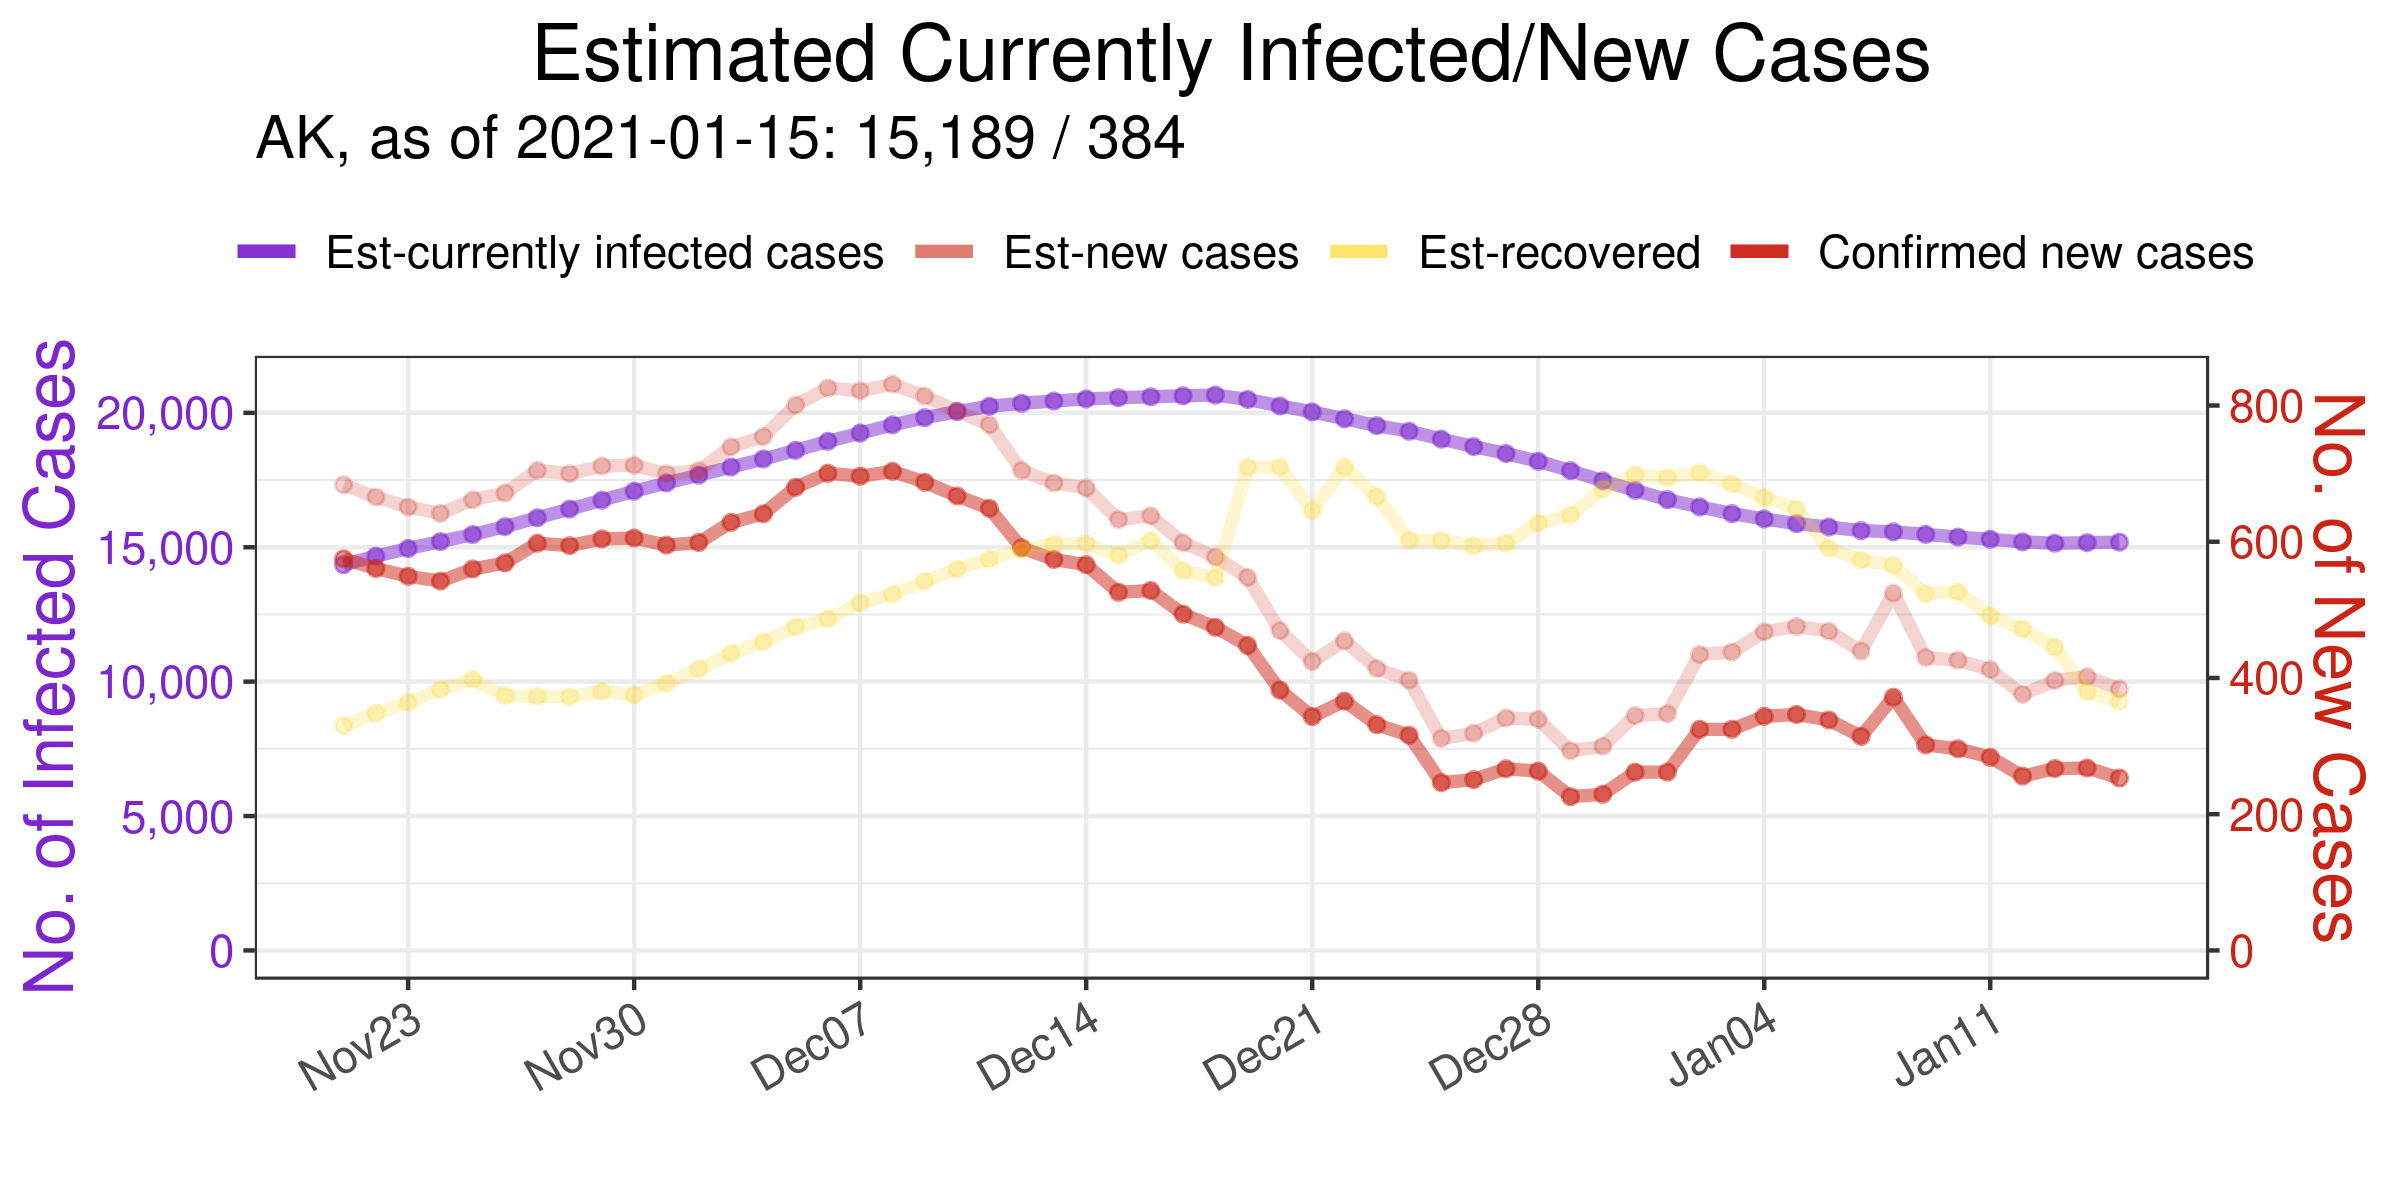 Estimated Currently Infected/New Cases
AK, as of 2021-01-15: 15,189 / 384
Est-currently infected cases Est-new cases Est-recovered Confirmed new cases
No. of Infected Cases
20,000
15,000
10,000
5,000
0
800
600
400
200
0
No. of New Cases
Nov23 Nov30 Dec07 Dec14 Dec21 Dec28 Jan04 Jan11